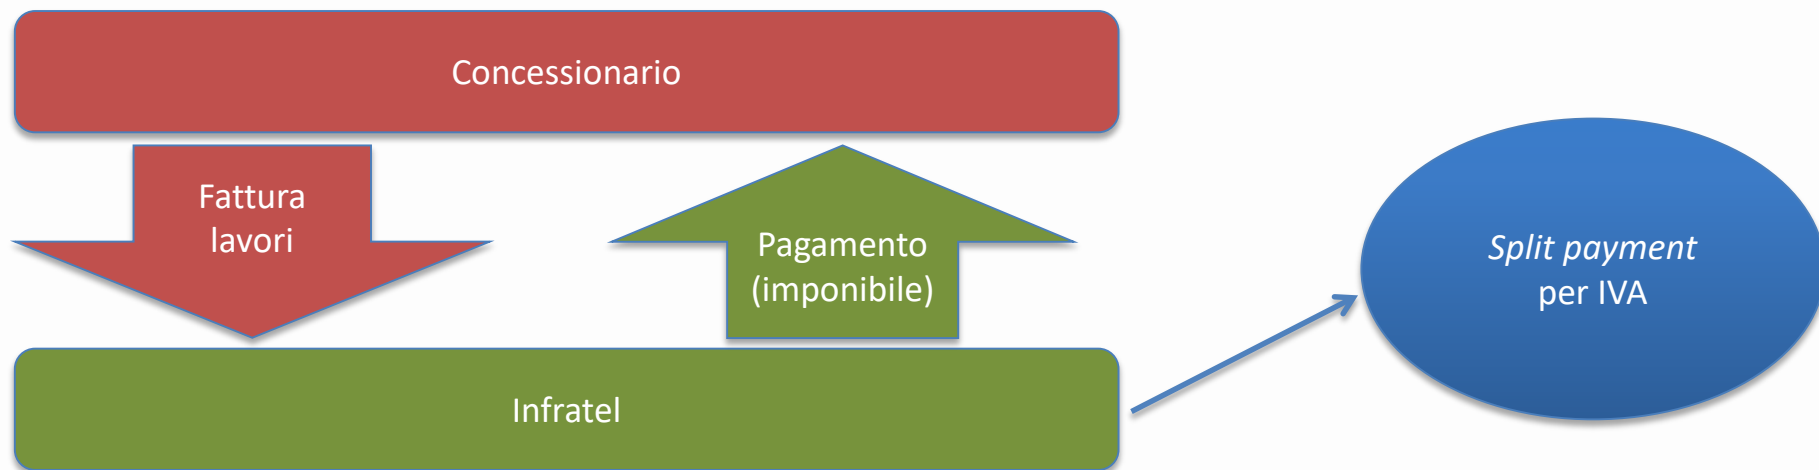 Concessionario
Fattura
lavori
Pagamento
(imponibile)
Split payment
per IVA
Infratel